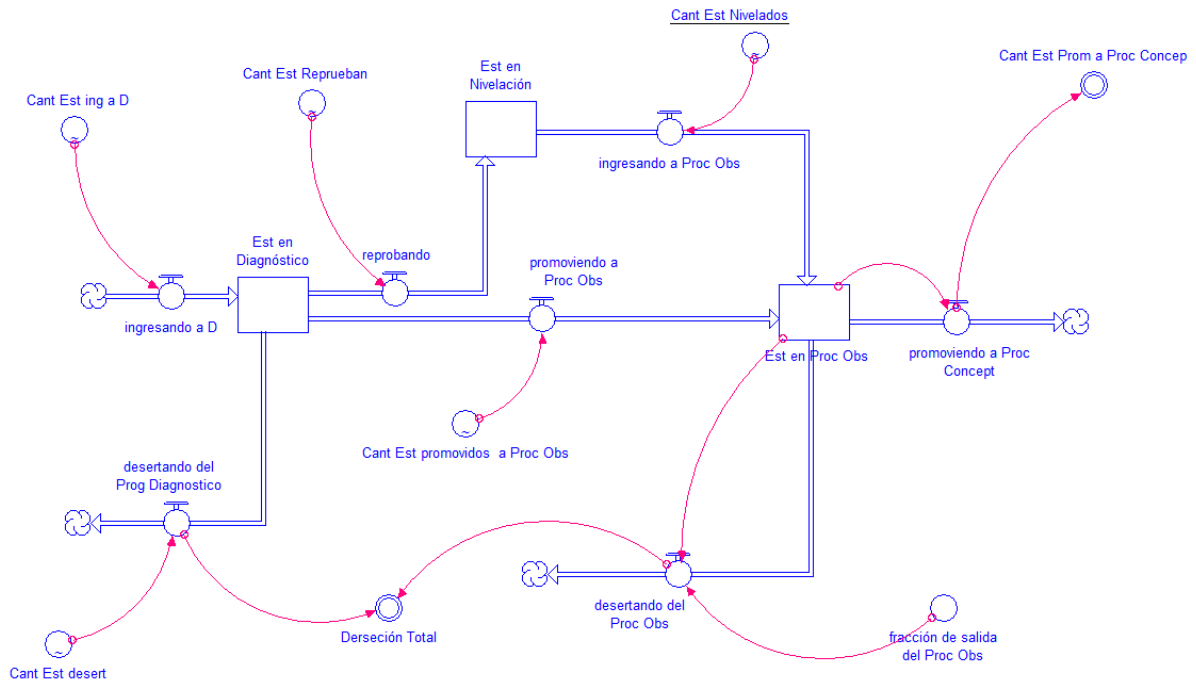 Cant Est Nivelados
Cant Est Prom a Proc Concep
Est en
Nivelación
Cant Est Reprueban
Cant Est ing a D
ingresando a Proc Obs
Est en
Diagnóstico
reprobando
promoviendo a
Proc Obs
ingresando a D
Est en Proc Obs
promoviendo a Proc
Concept
Cant Est promovidos a Proc Obs
desertando del
Prog Diagnostico
desertando del
Proc Obs
Derseción Total
fracción de salida
del Proc Obs
Cant Est desert